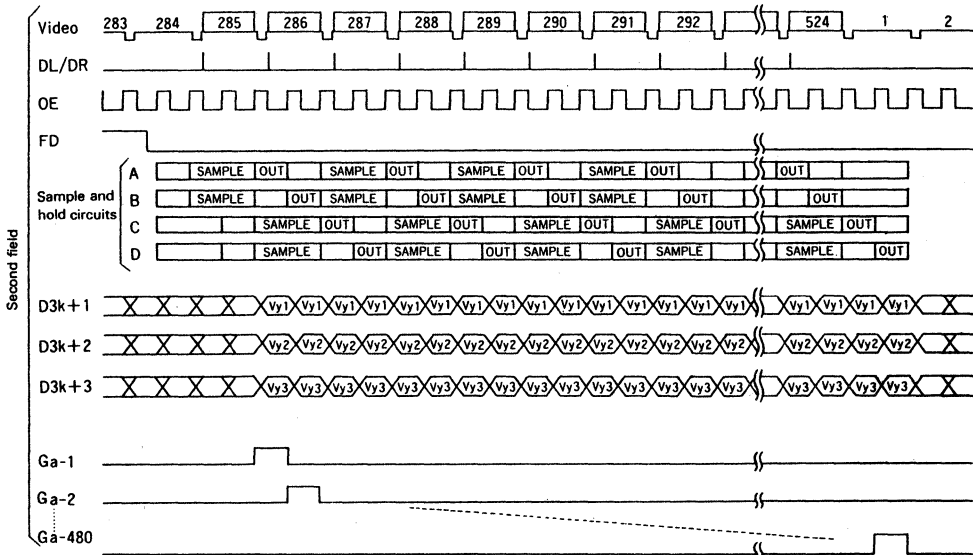 Second field
Video 283 284 285 286 287 288 289 290 291 292 524 1 2
DL/DR
OE
FD
Sample and
hold circuits
A SAMPLE OUT SAMPLE OUT SAMPLE OUT SAMPLE OUT OUT
B SAMPLE OUT SAMPLE OUT SAMPLE OUT SAMPLE OUT OUT
C SAMPLE OUT SAMPLE OUT SAMPLE OUT SAMPLE OUT SAMPLE OUT
D SAMPLE OUT SAMPLE OUT SAMPLE OUT SAMPLE SAMPLE OUT
D3k+1 Vy1 Vy1 Vy1 Vy1 Vy1 Vy1 Vy1 Vy1 Vy1 Vy1 Vy1 Vy1 Vy1 Vy1 Vy1 Vy1 Vy1 Vy1 Vy1
D3k+2 Vy2 Vy2 Vy2 Vy2 Vy2 Vy2 Vy2 Vy2 Vy2 Vy2 Vy2 Vy2 Vy2 Vy2 Vy2 Vy2 Vy2 Vy2 Vy2
D3k+3 Vy3 Vy3 Vy3 Vy3 Vy3 Vy3 Vy3 Vy3 Vy3 Vy3 Vy3 Vy3 Vy3 Vy3 Vy3 Vy3 Vy3 Vy3 Vy3
Ga-1
Ga-2
Ga-480